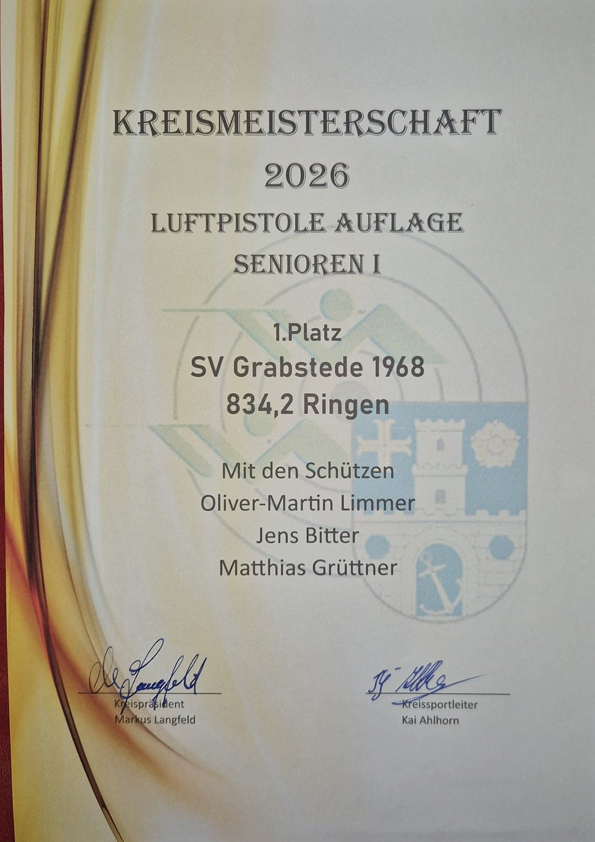 KREISMEISTERSCHAFT
2026
LUFTPISTOLE AUFLAGE
SENIOREN I
1.Platz
SV Grabstede 1968
834,2 Ringen
Mit den Schützen
Oliver-Martin Limmer
Jens Bitter
Matthias Grüttner
Langfeld
Kreispräsident
Markus Langfeld
Kreissportleiter
Kai Ahlhorn